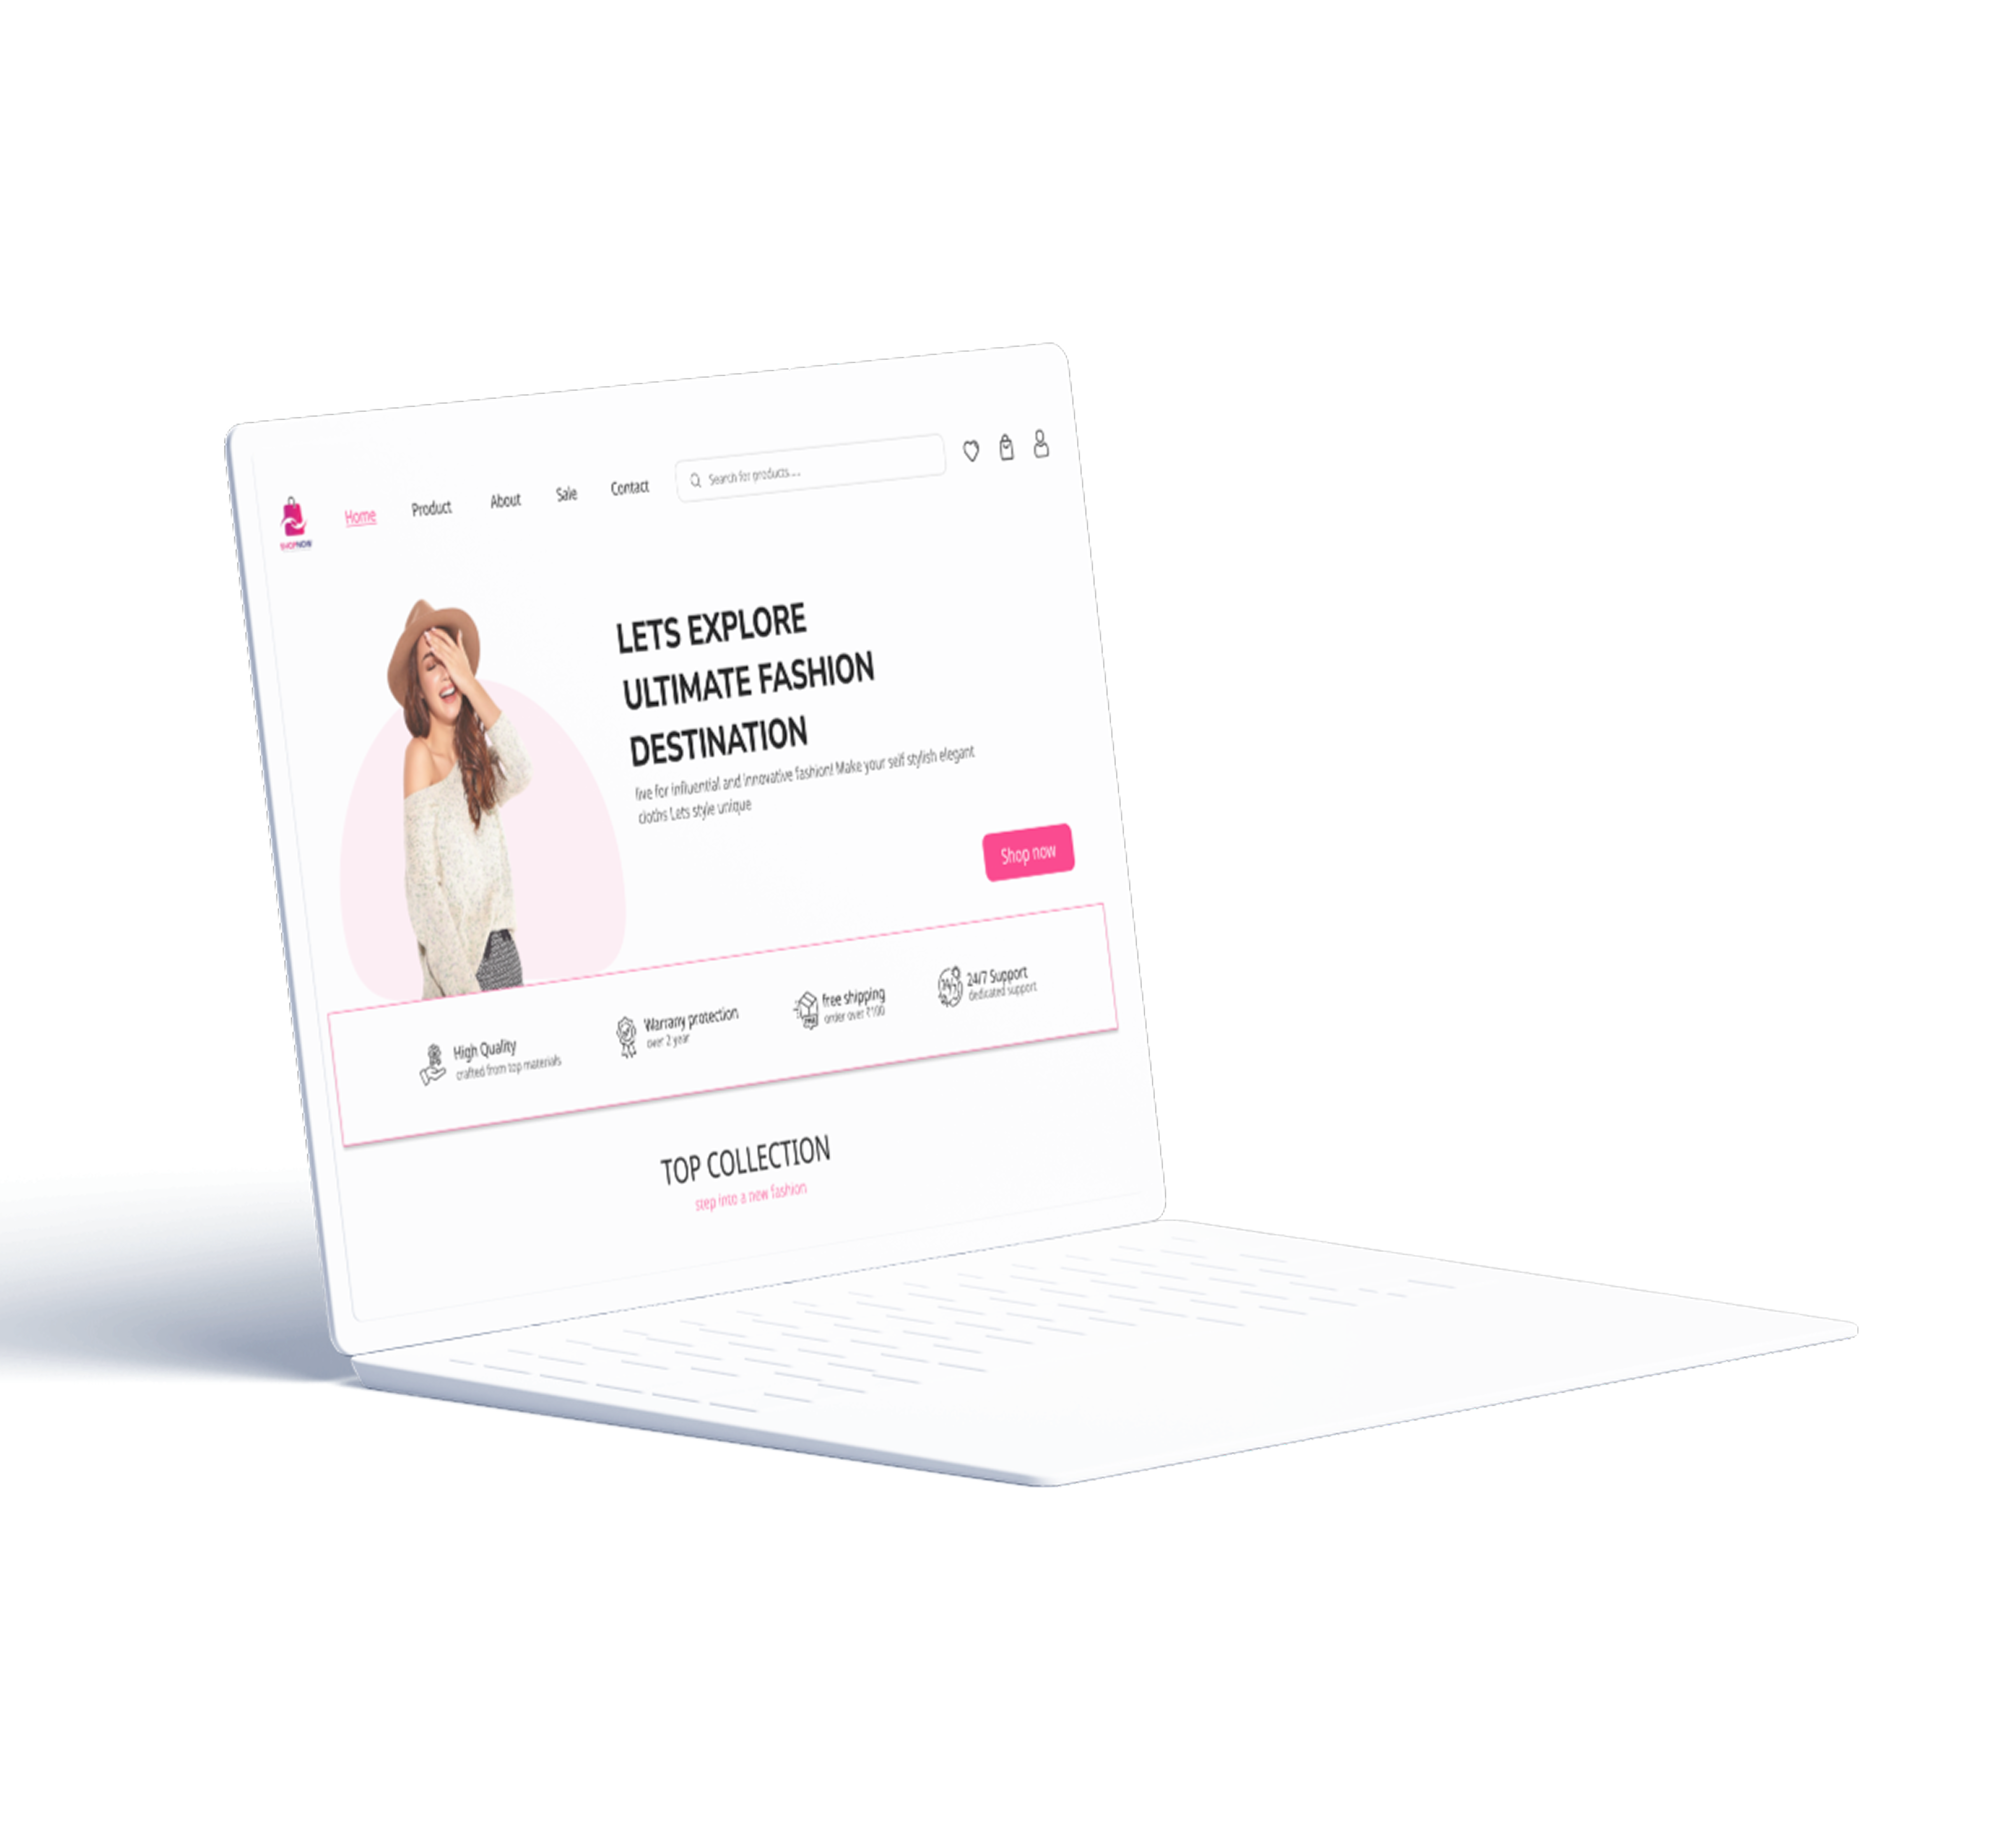 SHOPNOW
Home
Product
About
Sale
Contact
Search for products....
LETS EXPLORE
ULTIMATE FASHION
DESTINATION
live for influential and innovative fashion! Make your self stylish elegant
cloths Lets style unique
Shop now
High Quality
crafted from top materials
Warrany protection
over 2 year
free shipping
order over ₹100
24/7 Support
dedicated support
TOP COLLECTION
step into a new fashion